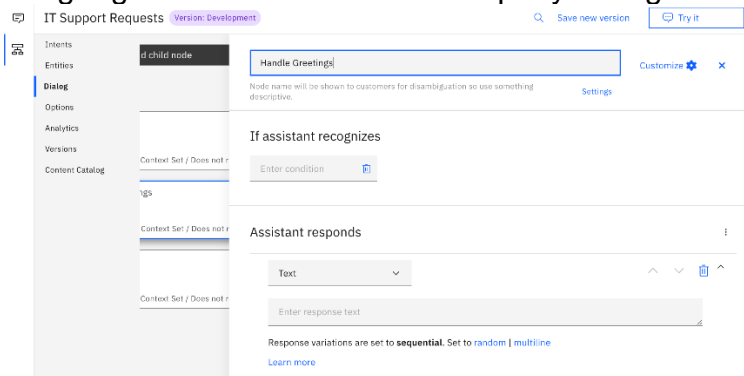 IT Support Requests Version: Development Save new version Try it
Intents
Entities
Dialog
Options
Analytics
Versions
Content Catalog
d child node
Context Set / Does not r
ngs
Context Set / Does not r
Context Set / Does not r
Handle Greetings
Customize
Node name will be shown to customers for disambiguation so use something
descriptive.
Settings
If assistant recognizes
Enter condition
Assistant responds
Text
Enter response text
Response variations are set to sequential. Set to random | multiline
Learn more